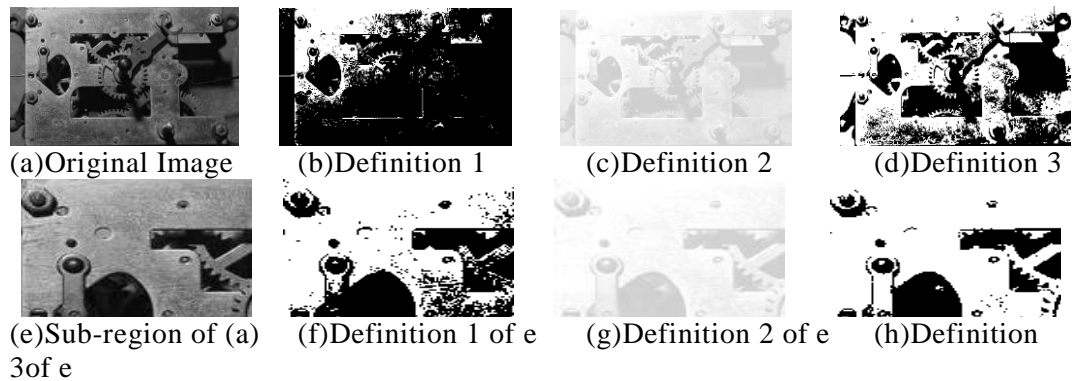 (a)Original Image (b)Definition 1 (c)Definition 2 (d)Definition 3
(e)Sub-region of (a) (f)Definition 1 of e (g)Definition 2 of e (h)Definition
3of e